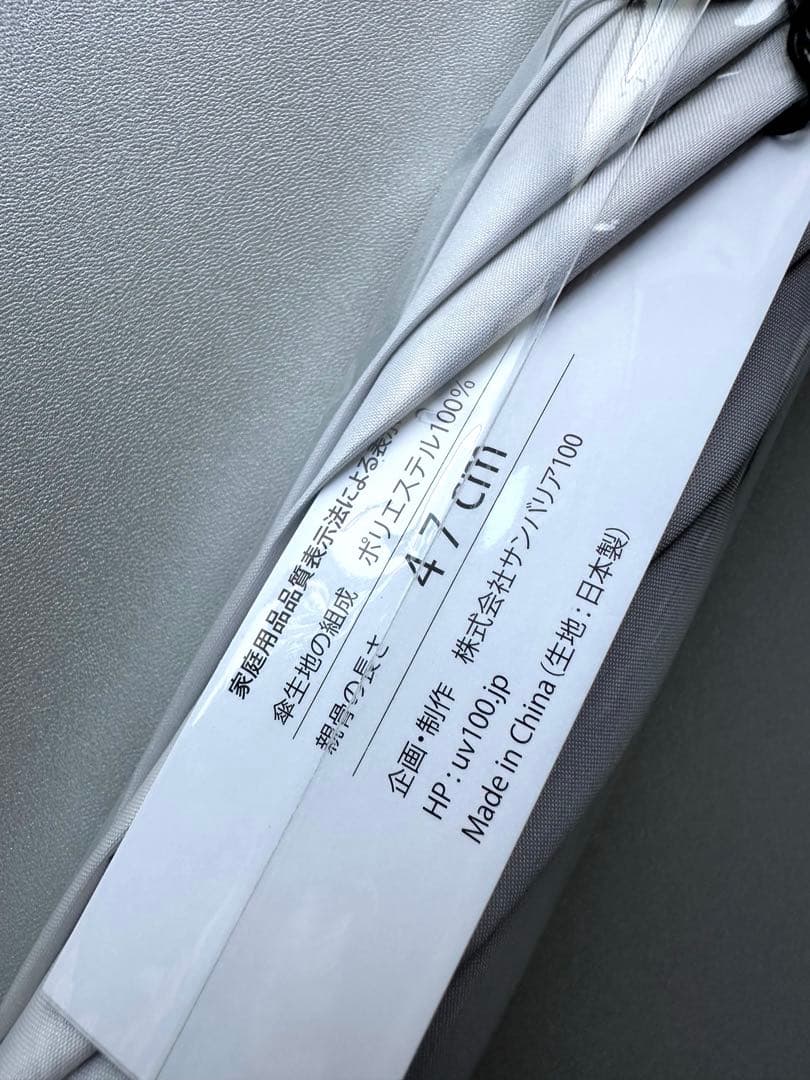 家庭用品品質表示法による表示
傘生地の組成 ポリエステル100%
親骨の長さ 47cm
企画・制作 株式会社サンバリア100
HP : uv100.jp
Made in China (生地 : 日本製)